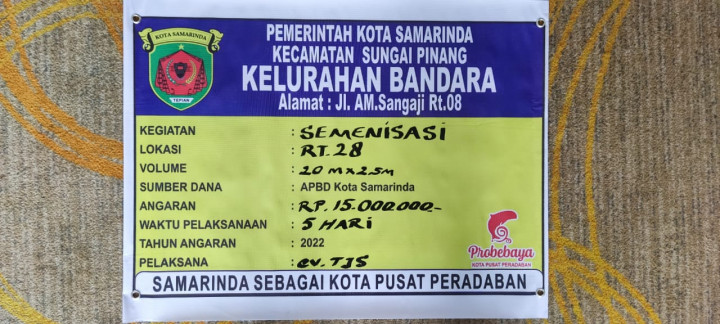 KOTA SAMARINDA
TEPIAN
PEMERINTAH KOTA SAMARINDA
KECAMATAN SUNGAI PINANG
KELURAHAN BANDARA
Alamat : Jl. AM.Sangaji Rt.08
KEGIATAN : SEMENISASI
LOKASI : RT.28
VOLUME : 20 M X 2.5M
SUMBER DANA : APBD Kota Samarinda
ANGARAN : RP. 15.000.000-
WAKTU PELAKSANAAN : 5 HARI
TAHUN ANGARAN : 2022
PELAKSANA : CV. TJS
Probebaya
KOTA PUSAT PERADABAN
SAMARINDA SEBAGAI KOTA PUSAT PERADABAN